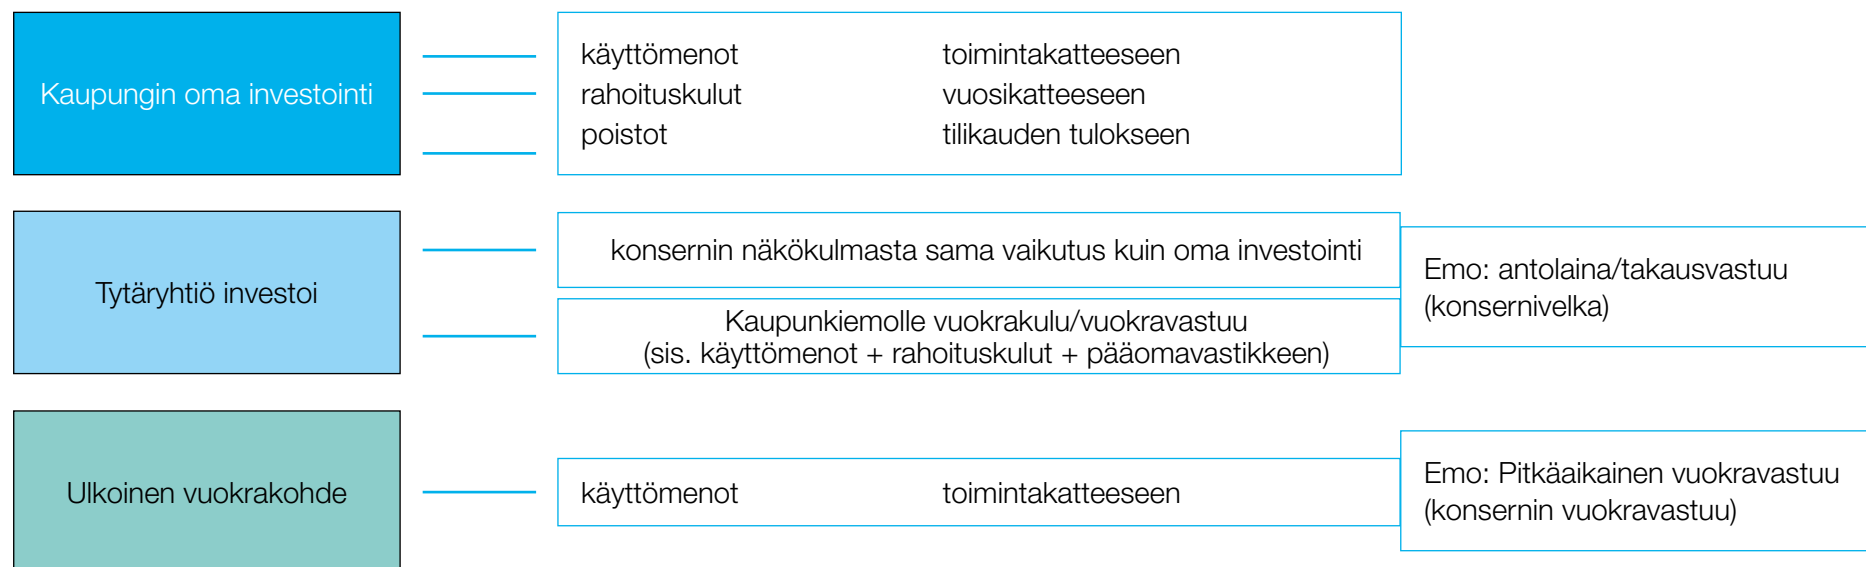 Kaupungin oma investointi
käyttömenot toimintakatteeseen
rahoituskulut vuosikatteeseen
poistot tilikauden tulokseen
Tytäryhtiö investoi
konsernin näkökulmasta sama vaikutus kuin oma investointi
Kaupunkiemolle vuokrakulu/vuokravastuu
(sis. käyttömenot + rahoituskulut + pääomavastikkeen)
Emo: antolaina/takausvastuu
(konsernivelka)
Ulkoinen vuokrakohde
käyttömenot toimintakatteeseen
Emo: Pitkäaikainen vuokravastuu
(konsernin vuokravastuu)